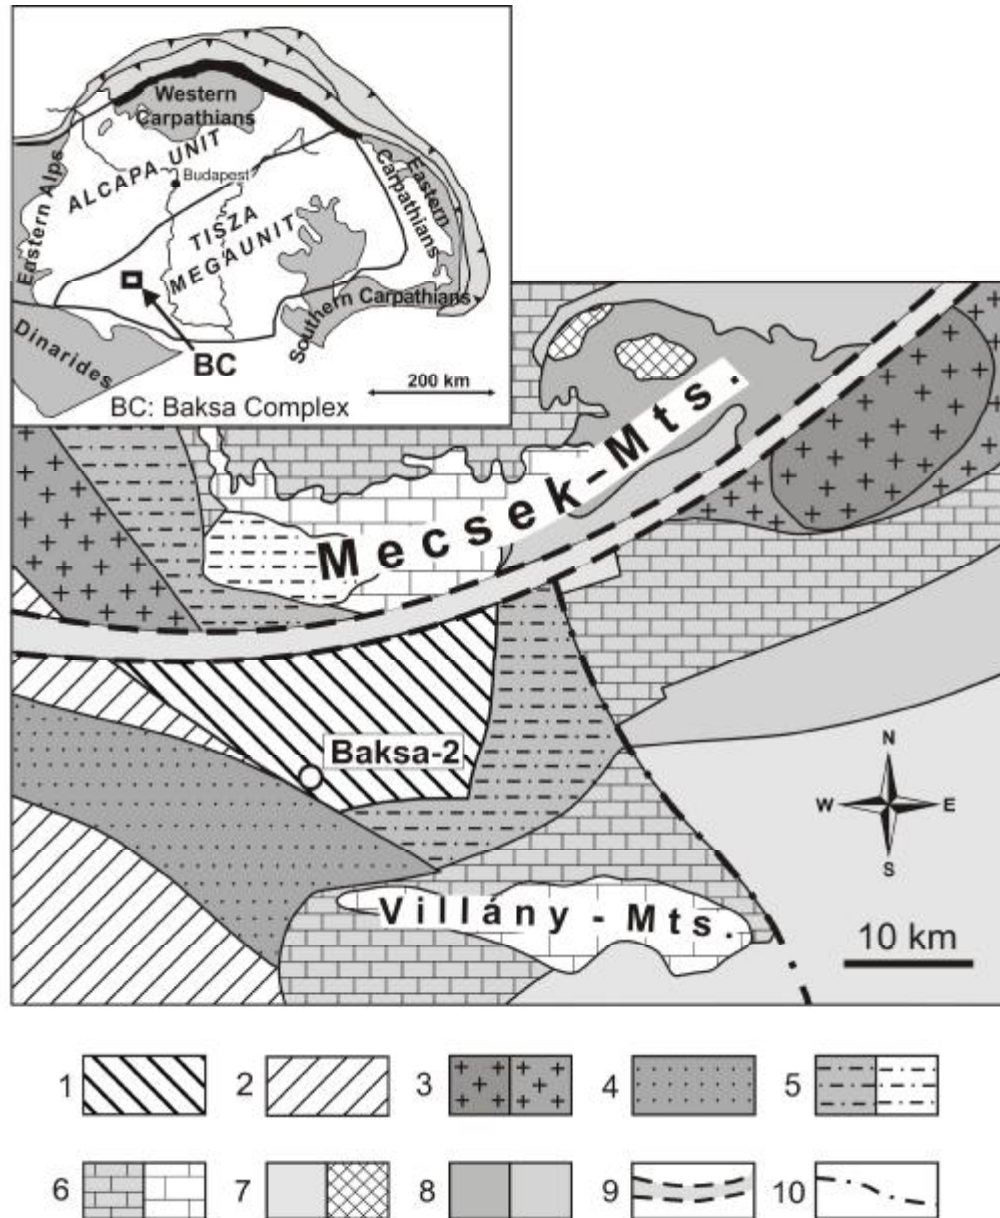 Western
Carpathians
ALCAPA UNIT
Budapest
Eastern Alps
Eastern
Carpathians
TISZA
MEGAUNIT
Southern Carpathians
Dinarides
BC
200 km
BC: Baksa Complex
Mecsek-Mts.
Baksa-2
N
W E
S
Villány - Mts.
10 km
1 2 3 4 5
6 7 8 9 10